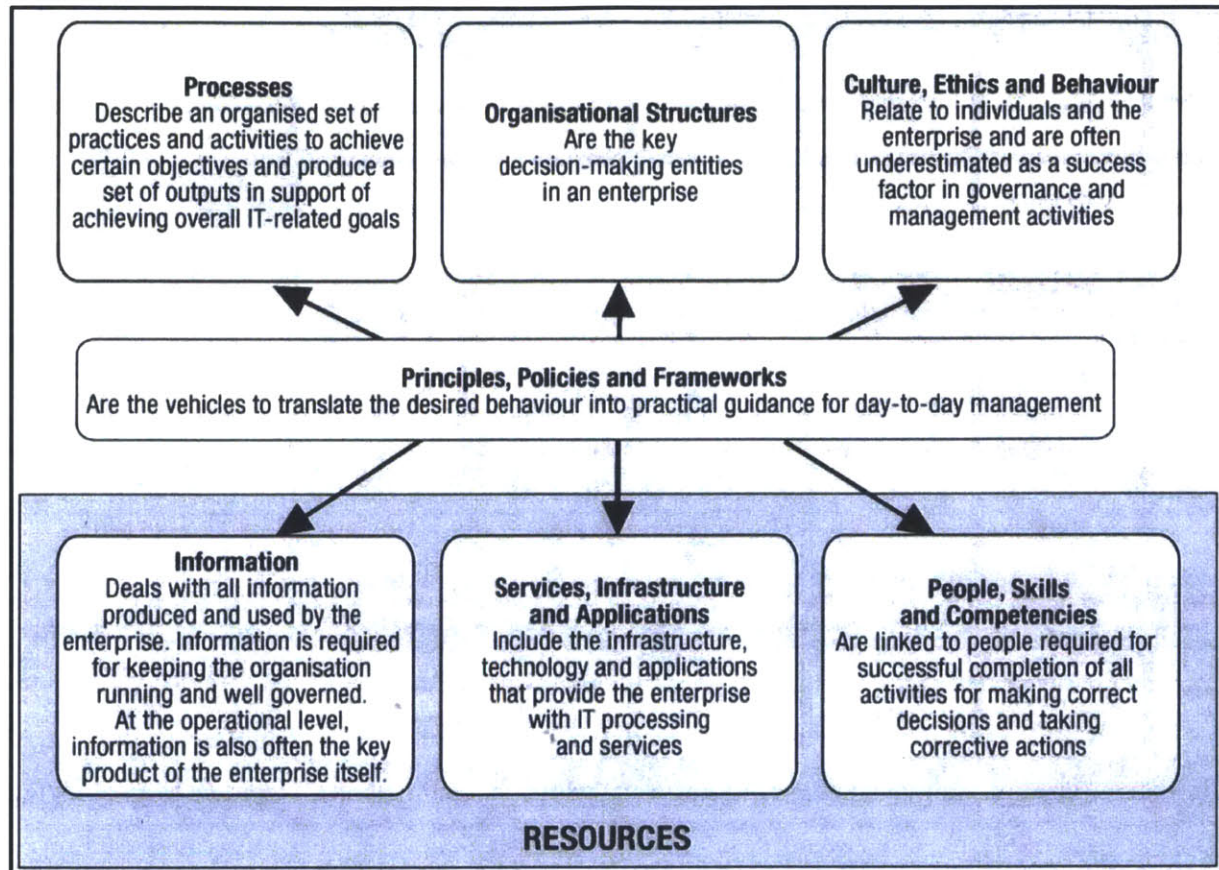 Processes
Describe an organised set of
practices and activities to achieve
certain objectives and produce a
set of outputs in support of
achieving overall IT-related goals
Organisational Structures
Are the key
decision-making entities
in an enterprise
Culture, Ethics and Behaviour
Relate to individuals and the
enterprise and are often
underestimated as a success
factor in governance and
management activities
Principles, Policies and Frameworks
Are the vehicles to translate the desired behaviour into practical guidance for day-to-day management
Information
Deals with all information
produced and used by the
enterprise. Information is required
for keeping the organisation
running and well governed.
At the operational level,
information is also often the key
product of the enterprise itself.
Services, Infrastructure
and Applications
Include the infrastructure,
technology and applications
that provide the enterprise
with IT processing
and services
People, Skills
and Competencies
Are linked to people required for
successful completion of all
activities for making correct
decisions and taking
corrective actions
RESOURCES